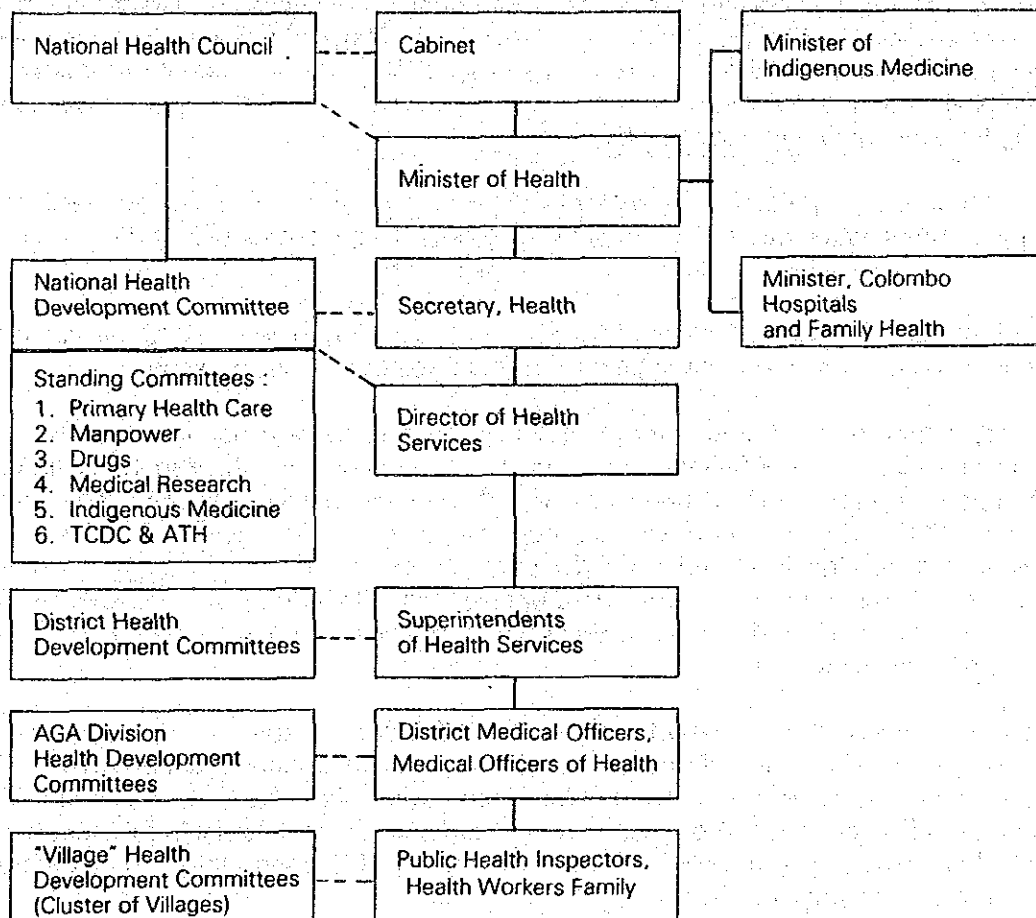 National Health Council
Cabinet
Minister of
Indigenous Medicine
Minister of Health
National Health
Development Committee
Secretary, Health
Minister, Colombo
Hospitals
and Family Health
Standing Committees :
1. Primary Health Care
2. Manpower
3. Drugs
4. Medical Research
5. Indigenous Medicine
6. TCDC & ATH
Director of Health
Services
District Health
Development Committees
Superintendents
of Health Services
AGA Division
Health Development
Committees
District Medical Officers,
Medical Officers of Health
"Village" Health
Development Committees
(Cluster of Villages)
Public Health Inspectors,
Health Workers Family